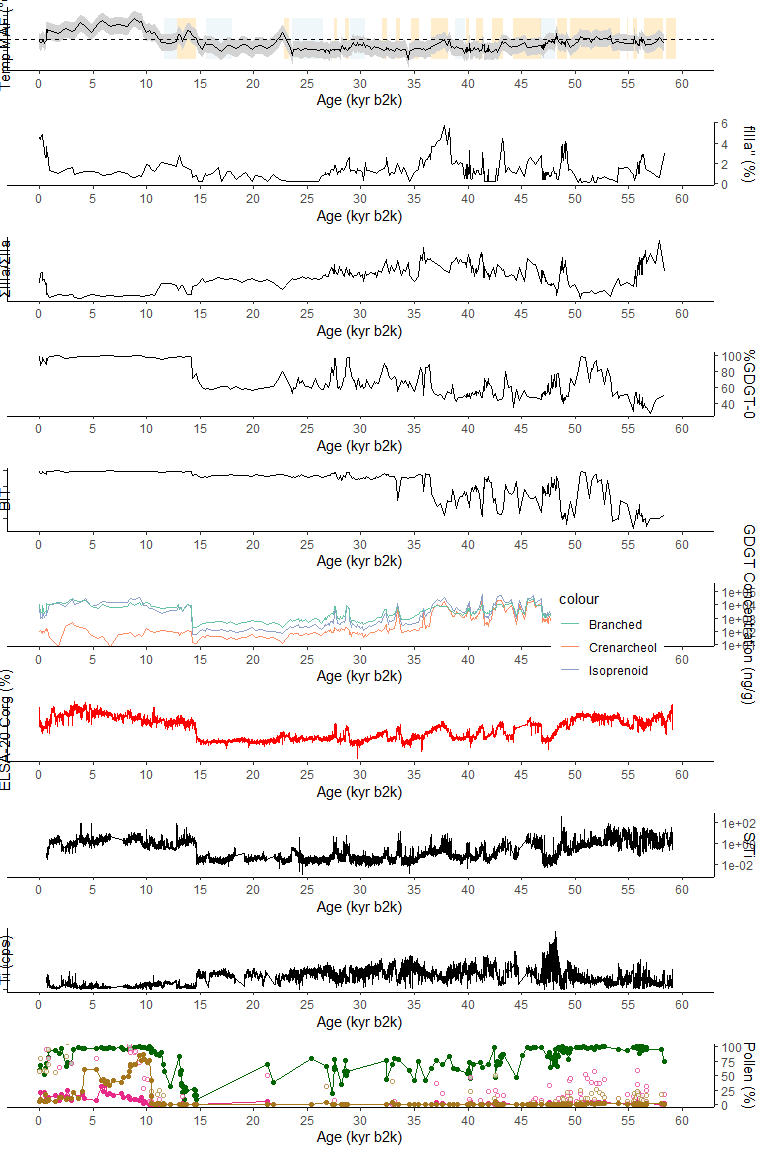 Temp MAF (°
0 5 10 15 20 25 30 35 40 45 50 55 60
Age (kyr b2k)
6
4
2
0
fIIIa" (%)
0 5 10 15 20 25 30 35 40 45 50 55 60
Age (kyr b2k)
ΣIIIa/ΣIIa
0 5 10 15 20 25 30 35 40 45 50 55 60
Age (kyr b2k)
100
80
60
40
%GDGT-0
0 5 10 15 20 25 30 35 40 45 50 55 60
Age (kyr b2k)
BIT
0 5 10 15 20 25 30 35 40 45 50 55 60
Age (kyr b2k)
GDGT Concentration (ng/g)
colour
Branched
Crenarcheol
Isoprenoid
0 5 10 15 20 25 30 35 40 45 50 55 60
Age (kyr b2k)
ELSA-20 Corg (%)
0 5 10 15 20 25 30 35 40 45 50 55 60
Age (kyr b2k)
1e+02
1e+00
1e-02
S/Ti
0 5 10 15 20 25 30 35 40 45 50 55 60
Age (kyr b2k)
Ti (cps)
0 5 10 15 20 25 30 35 40 45 50 55 60
Age (kyr b2k)
100
75
50
25
0
Pollen (%)
0 5 10 15 20 25 30 35 40 45 50 55 60
Age (kyr b2k)